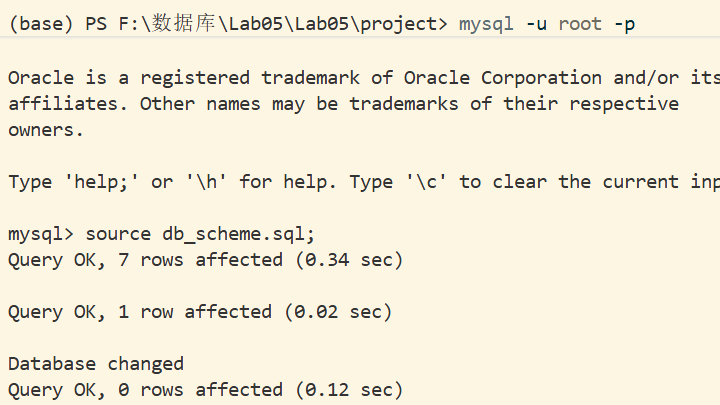 (base) PS F:\数据库\Lab05\Lab05\project> mysql -u root -p
Oracle is a registered trademark of Oracle Corporation and/or its
affiliates. Other names may be trademarks of their respective
owners.
Type 'help;' or '\h' for help. Type '\c' to clear the current inp
mysql> source db_scheme.sql;
Query OK, 7 rows affected (0.34 sec)
Query OK, 1 row affected (0.02 sec)
Database changed
Query OK, 0 rows affected (0.12 sec)